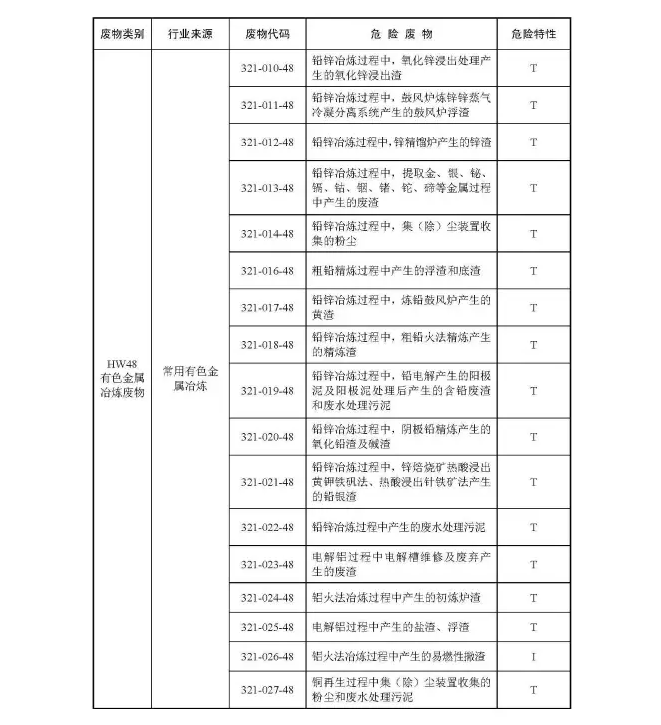 废物类别 行业来源 废物代码 危险废物 危险特性
HW48
有色金属
冶炼废物
常用有色金
属冶炼
321-010-48 铅锌冶炼过程中，氧化锌浸出处理产
生的氧化锌浸出渣 T
321-011-48 铅锌冶炼过程中，鼓风炉炼锌锌蒸气
冷凝分离系统产生的鼓风炉浮渣 T
321-012-48 铅锌冶炼过程中，锌精馏炉产生的锌渣 T
321-013-48 铅锌冶炼过程中，提取金、银、铋、
镉、钴、铟、锗、铊、碲等金属过程
中产生的废渣 T
321-014-48 铅锌冶炼过程中，集（除）尘装置收
集的粉尘 T
321-016-48 粗铅精炼过程中产生的浮渣和底渣 T
321-017-48 铅锌冶炼过程中，炼铅鼓风炉产生的
黄渣 T
321-018-48 铅锌冶炼过程中，粗铅火法精炼产生
的精炼渣 T
321-019-48 铅锌冶炼过程中，铅电解产生的阳极
泥及阳极泥处理后产生的含铅废渣
和废水处理污泥 T
321-020-48 铅锌冶炼过程中，阴极铅精炼产生的
氧化铅渣及碱渣 T
321-021-48 铅锌冶炼过程中，锌焙烧矿热酸浸出
黄钾铁矾法、热酸浸出针铁矿法产生
的铅银渣 T
321-022-48 铅锌冶炼过程中产生的废水处理污泥 T
321-023-48 电解铝过程中电解槽维修及废弃产
生的废渣 T
321-024-48 铝火法冶炼过程中产生的初炼炉渣 T
321-025-48 电解铝过程中产生的盐渣、浮渣 T
321-026-48 铝火法冶炼过程中产生的易燃性撇渣 I
321-027-48 铜再生过程中集（除）尘装置收集的
粉尘和废水处理污泥 T